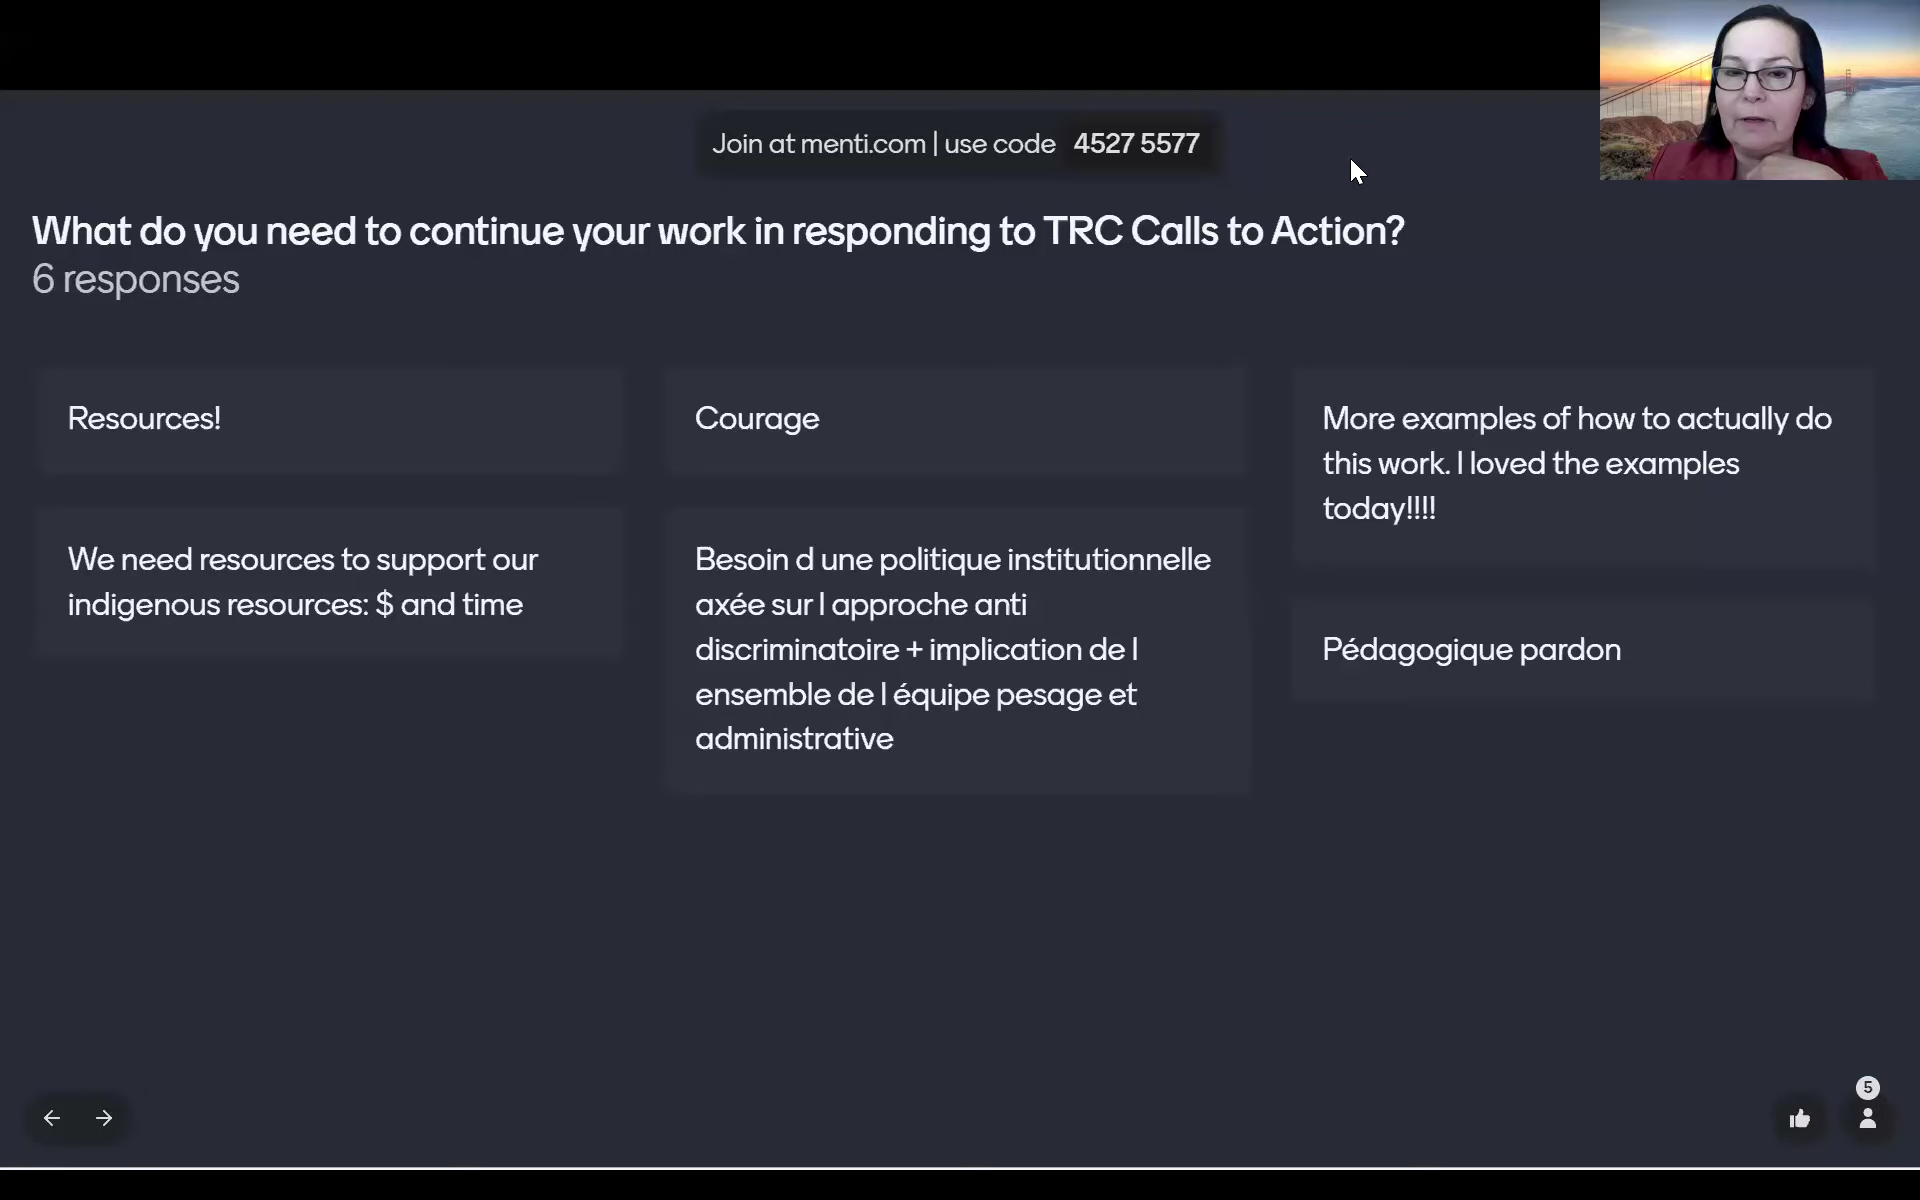 Join at menti.com | use code 4527 5577
What do you need to continue your work in responding to TRC Calls to Action?
6 responses
Resources!
We need resources to support our
indigenous resources: $ and time
Courage
Besoin d une politique institutionnelle
axée sur l approche anti
discriminatoire + implication de l
ensemble de l équipe pesage et
administrative
More examples of how to actually do
this work. I loved the examples
today!!!!
Pédagogique pardon
5